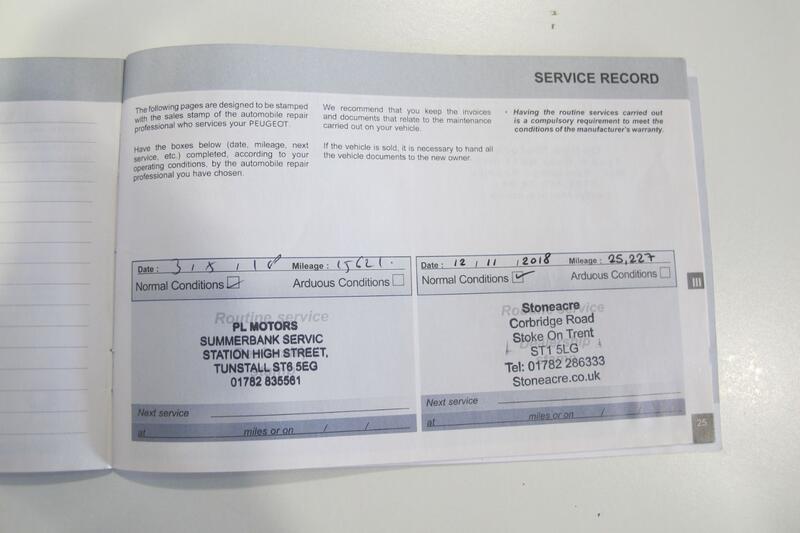 SERVICE RECORD
The following pages are designed to be stamped
with the sales stamp of the automobile repair
professional who services your PEUGEOT.
Have the boxes below (date, mileage, next
service, etc.) completed, according to your
operating conditions, by the automobile repair
professional you have chosen.
We recommend that you keep the invoices
and documents that relate to the maintenance
carried out on your vehicle.
If the vehicle is sold, it is necessary to hand all
the vehicle documents to the new owner.
• Having the routine services carried out
is a compulsory requirement to meet the
conditions of the manufacturer's warranty.
Date : Mileage : 15621.
Normal Conditions Arduous Conditions
Routine service
PL MOTORS
SUMMERBANK SERVIC
STATION HIGH STREET,
TUNSTALL ST6 5EG
01782 835561
Next service
at miles or on / /
Date : 12 , 11 , 2018 Mileage : 25,227
Normal Conditions Arduous Conditions
Stoneacre
Corbridge Road
Stoke On Trent
ST1 5LG
Tel: 01782 286333
Stoneacre.co.uk
Next service
at miles or on / /
III
25